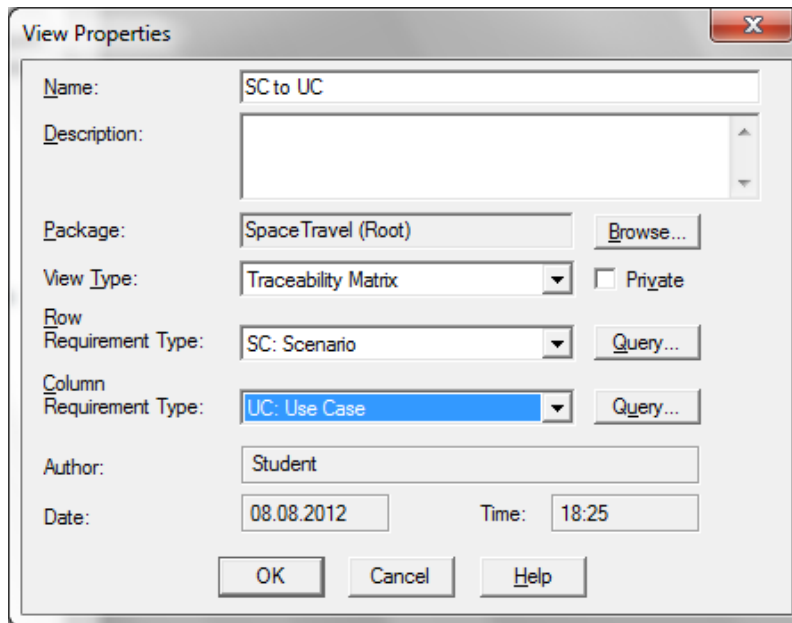 View Properties
Name: SC to UC
Description:
Package: SpaceTravel (Root) Browse...
View Type: Traceability Matrix Private
Row
Requirement Type: SC: Scenario Query...
Column
Requirement Type: UC: Use Case Query...
Author: Student
Date: 08.08.2012 Time: 18:25
OK Cancel Help